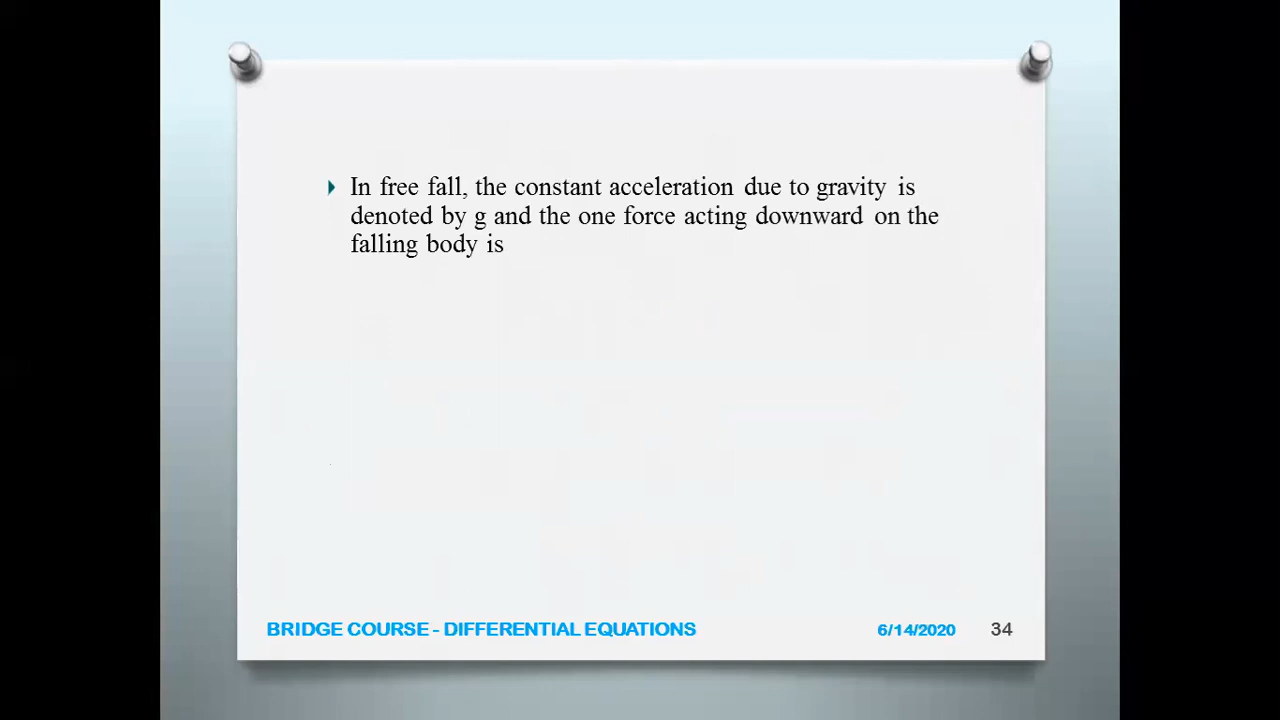 In free fall, the constant acceleration due to gravity is
denoted by g and the one force acting downward on the
falling body is
BRIDGE COURSE - DIFFERENTIAL EQUATIONS 6/14/2020 34